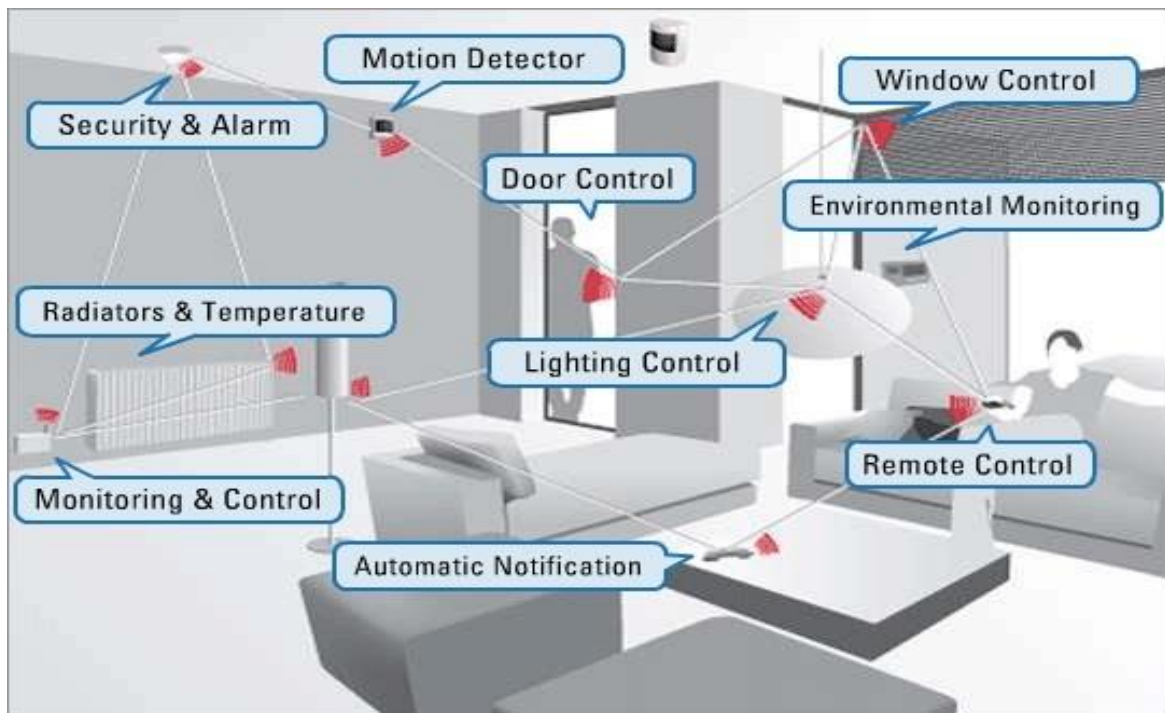 Motion Detector
Window Control
Security & Alarm
Door Control
Environmental Monitoring
Radiators & Temperature
Lighting Control
Remote Control
Monitoring & Control
Automatic Notification